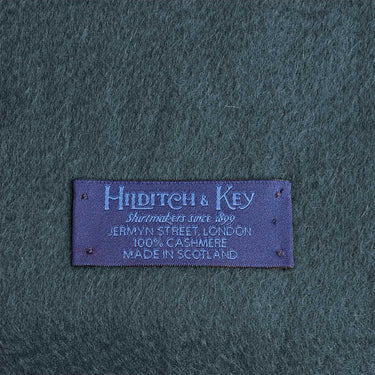 HILDITCH & KEY
Shirtmakers since 1899
JERMYN STREET, LONDON
100% CASHMERE
MADE IN SCOTLAND